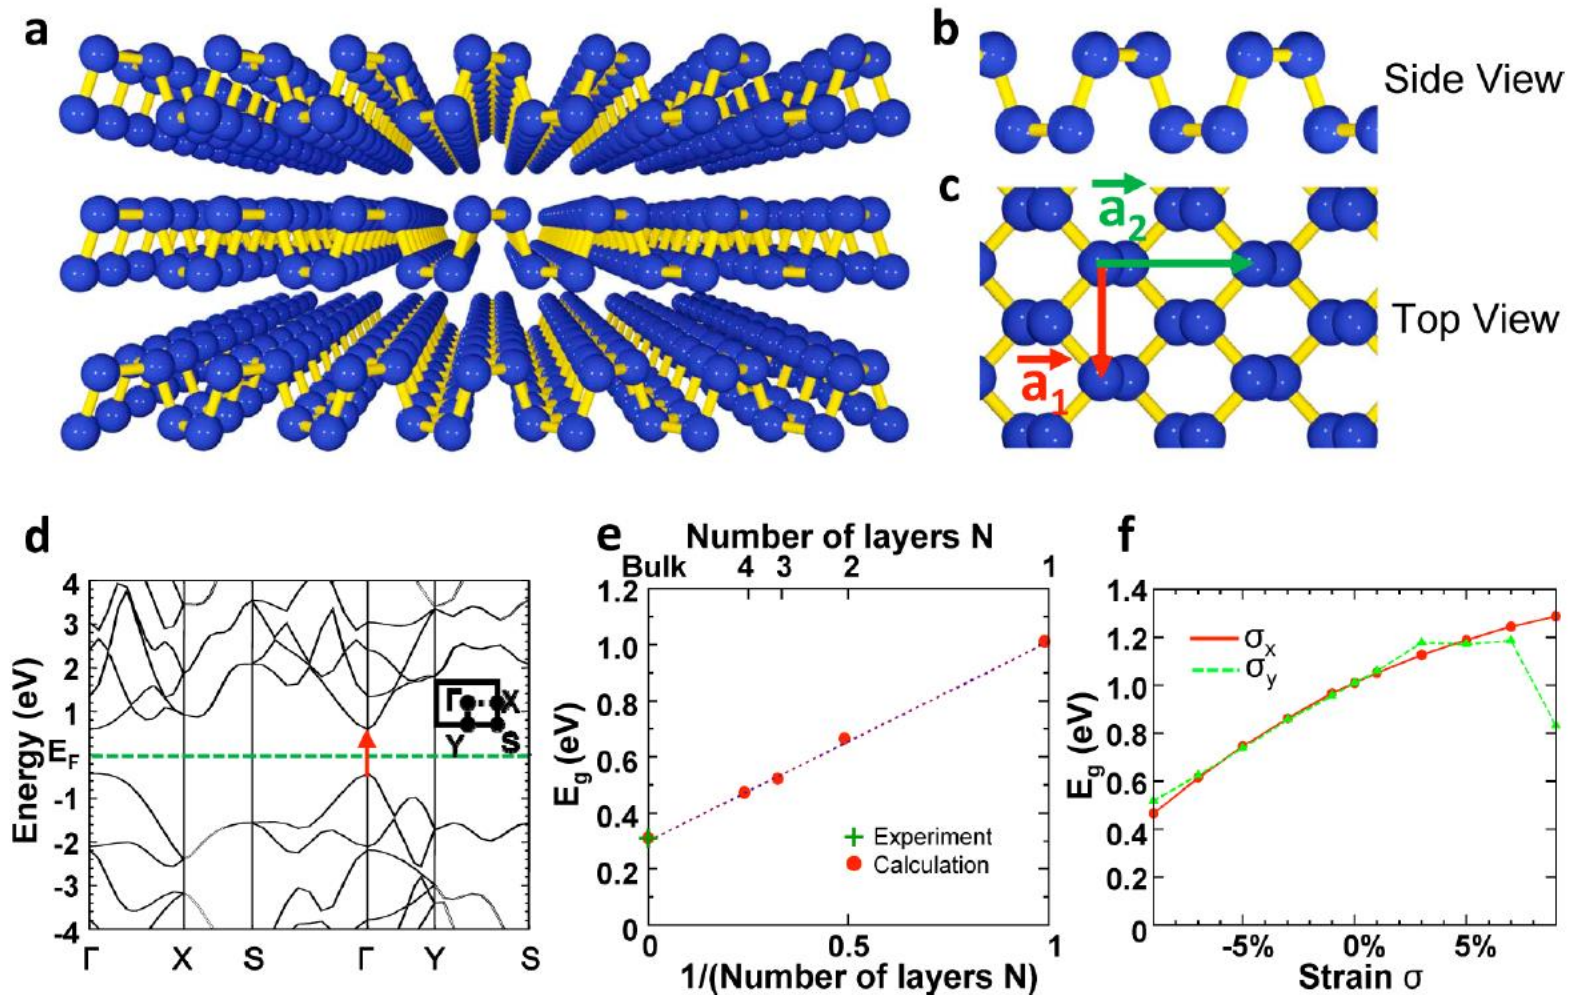 a
b
Side View
c
a2
a1
Top View
d
Energy (eV)
4
3
2
1
EF
-1
-2
-3
-4
Γ X S Γ Y S
Γ X
Y S
e
Number of layers N
Bulk 4 3 2 1
Eg (eV)
1.2
1.0
0.8
0.6
0.4
0.2
0
+ Experiment
Calculation
0 0.5 1
1/(Number of layers N)
f
Eg (eV)
1.4
1.2
1.0
0.8
0.6
0.4
0.2
0
σx
σy
-5% 0% 5%
Strain σ